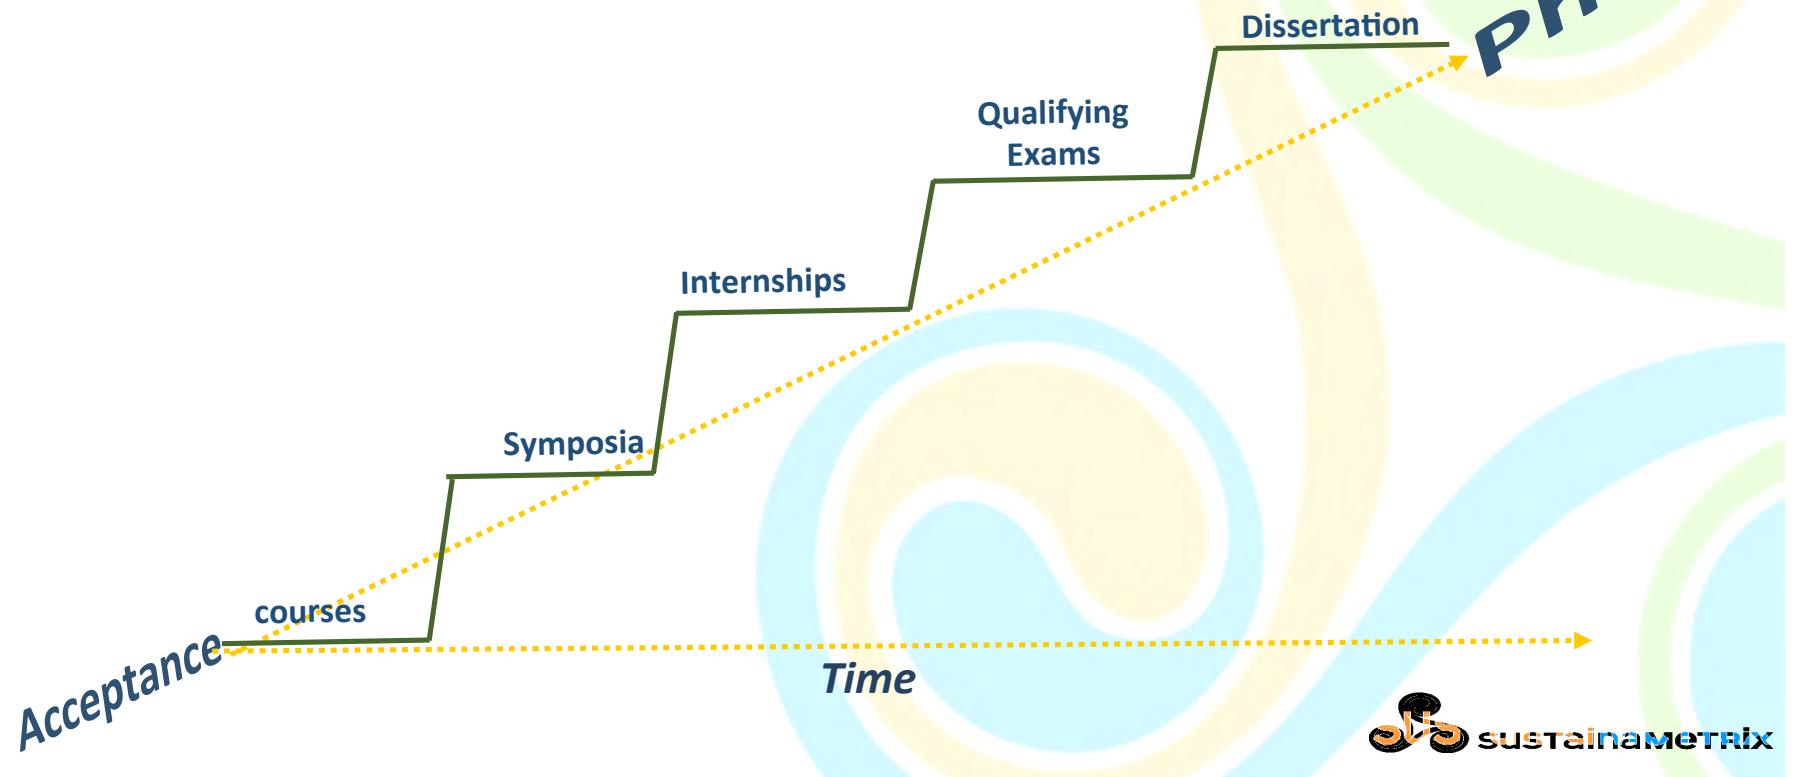 Dissertation
Qualifying
Exams
Internships
Symposia
courses
Acceptance
Time
sustainametrix